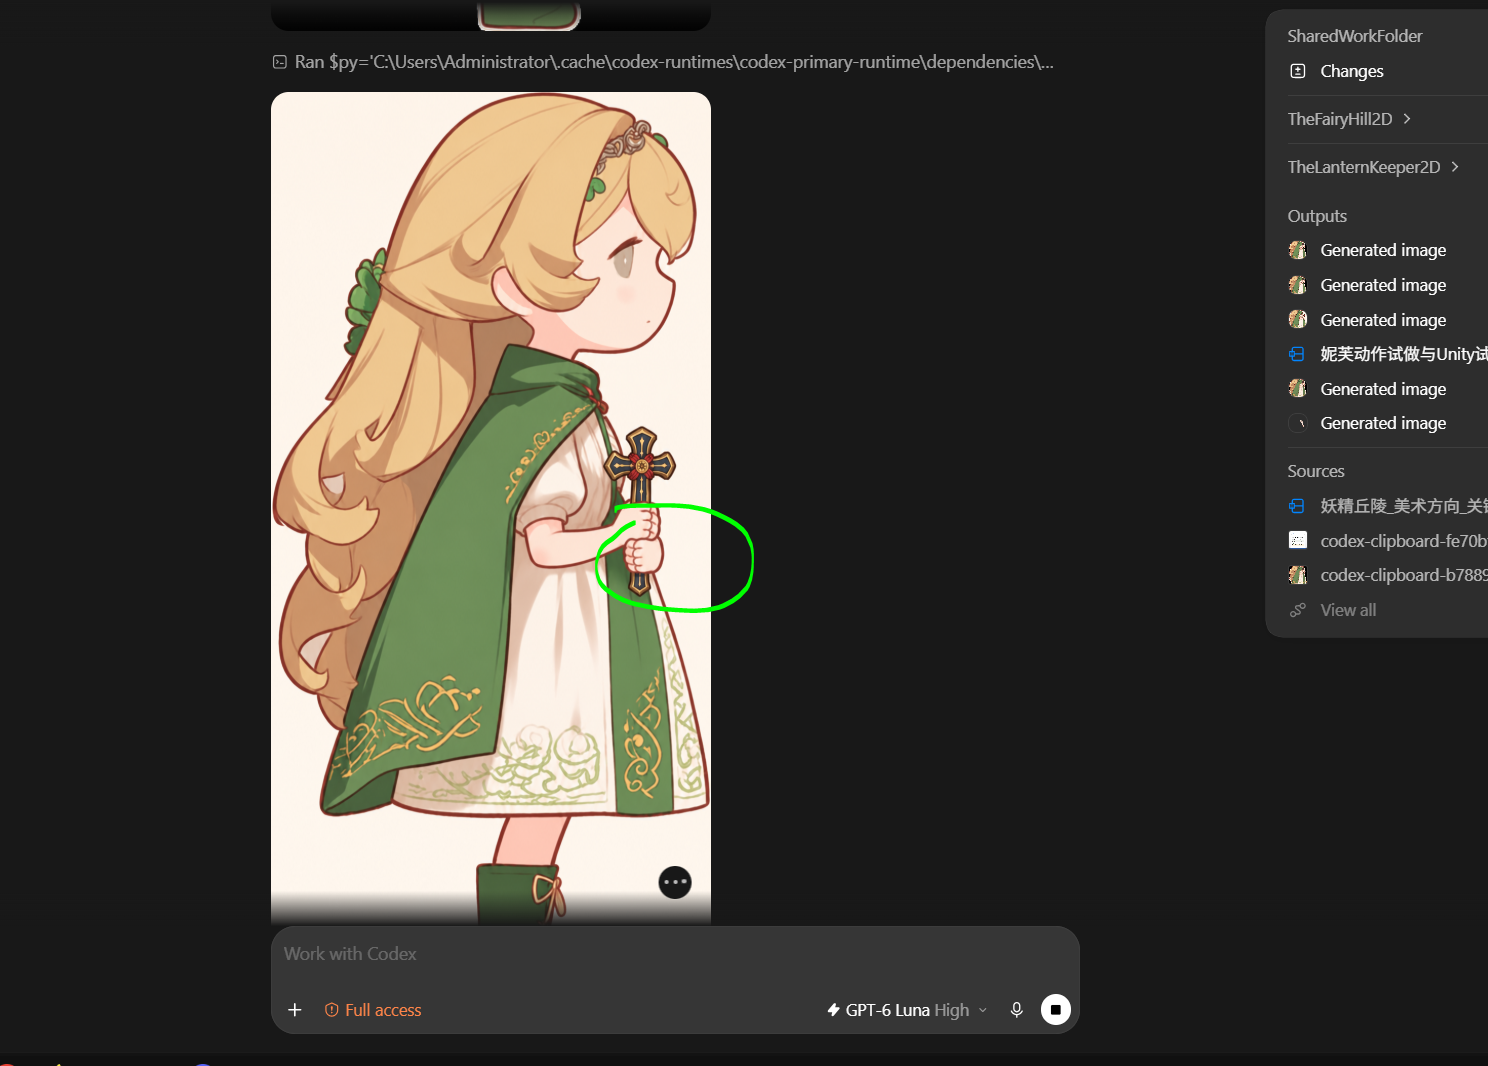 Ran $py='C:\Users\Administrator\.cache\codex-runtimes\codex-primary-runtime\dependencies\...
SharedWorkFolder
Changes
TheFairyHill2D
TheLanternKeeper2D
Outputs
Generated image
Generated image
Generated image
妮芙动作试做与Unity试
Generated image
Generated image
Sources
妖精丘陵_美术方向_关键
codex-clipboard-fe70b
codex-clipboard-b7889
View all
Work with Codex
Full access
GPT-6 Luna High